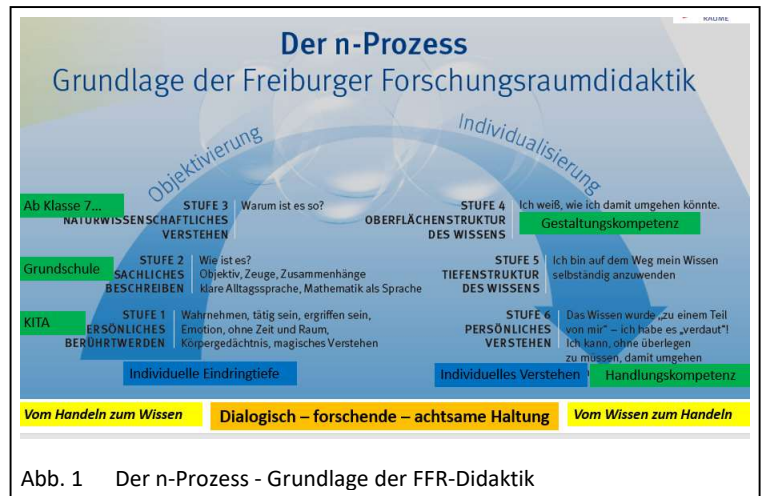 RÄUME
Der n-Prozess
Grundlage der Freiburger Forschungsraumdidaktik
Objektivierung
Individualisierung
Ab Klasse 7...
STUFE 3
NATURWISSENSCHAFTLICHES
VERSTEHEN
Warum ist es so?
STUFE 4
OBERFLÄCHENSTRUKTUR
DES WISSENS
Ich weiß, wie ich damit umgehen könnte.
Gestaltungskompetenz
Grundschule
STUFE 2
SACHLICHES
BESCHREIBEN
Wie ist es?
Objektiv, Zeuge, Zusammenhänge
klare Alltagssprache, Mathematik als Sprache
STUFE 5
TIEFENSTRUKTUR
DES WISSENS
Ich bin auf dem Weg mein Wissen
selbständig anzuwenden
KITA
STUFE 1
ERSÖNLICHES
BERÜHRTWERDEN
Wahrnehmen, tätig sein, ergriffen sein,
Emotion, ohne Zeit und Raum,
Körpergedächtnis, magisches Verstehen
STUFE 6
PERSÖNLICHES
VERSTEHEN
Das Wissen wurde „zu einem Teil
von mir“ – ich habe es „verdaut“!
Ich kann, ohne überlegen
zu müssen, damit umgehen
Individuelle Eindringtiefe
Individuelles Verstehen
Handlungskompetenz
Vom Handeln zum Wissen
Dialogisch – forschende – achtsame Haltung
Vom Wissen zum Handeln
Abb. 1 Der n-Prozess - Grundlage der FFR-Didaktik